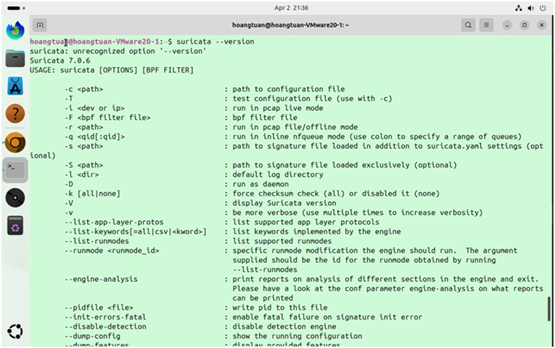 Apr 2 21:36
hoangtuan@hoangtuan-VMware20-1: ~
hoangtuan@hoangtuan-VMware20-1:~$ suricata --version
suricata: unrecognized option '--version'
Suricata 7.0.6
USAGE: suricata [OPTIONS] [BPF FILTER]
-c <path> : path to configuration file
-T : test configuration file (use with -c)
-i <dev or ip> : run in pcap live mode
-F <bpf filter file> : bpf filter file
-r <path> : run in pcap file/offline mode
-q <qid[:qid]> : run in inline nfqueue mode (use colon to specify a range of queues)
-s <path> : path to signature file loaded in addition to suricata.yaml settings (opt
ional)
-S <path> : path to signature file loaded exclusively (optional)
-l <dir> : default log directory
-D : run as daemon
-k [all|none] : force checksum check (all) or disabled it (none)
-V : display Suricata version
-v : be more verbose (use multiple times to increase verbosity)
--list-app-layer-protos : list supported app layer protocols
--list-keywords[=all|csv|<kword>] : list keywords implemented by the engine
--list-runmodes : list supported runmodes
--runmode <runmode_id> : specific runmode modification the engine should run. The argument
supplied should be the id for the runmode obtained by running
--list-runmodes
--engine-analysis : print reports on analysis of different sections in the engine and exit.
Please have a look at the conf parameter engine-analysis on what reports
can be printed
--pidfile <file> : write pid to this file
--init-errors-fatal : enable fatal failure on signature init error
--disable-detection : disable detection engine
--dump-config : show the running configuration
--dump-features : display provided features